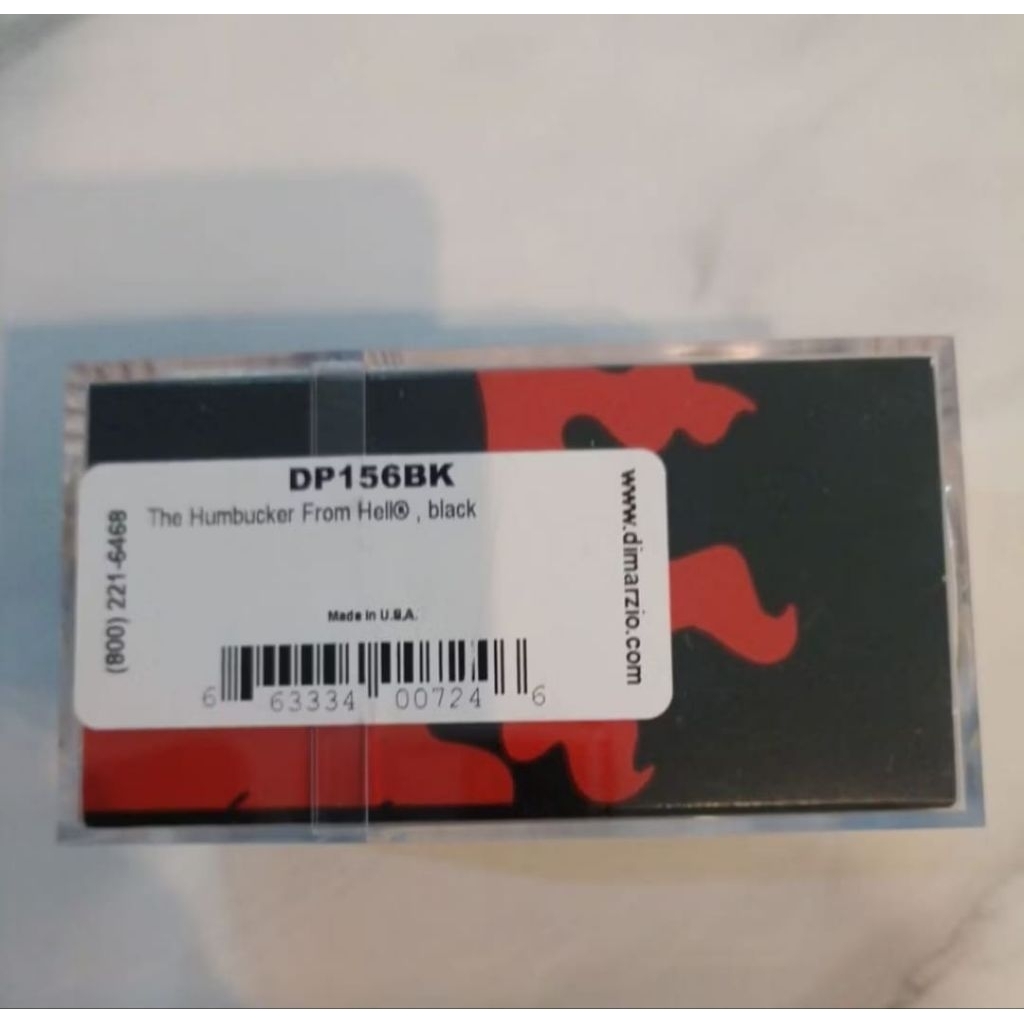 DP156BK
The Humbucker From Hell® , black
(800) 221-6468
www.dimarzio.com
Made in U.S.A.
6 63334 00724 6